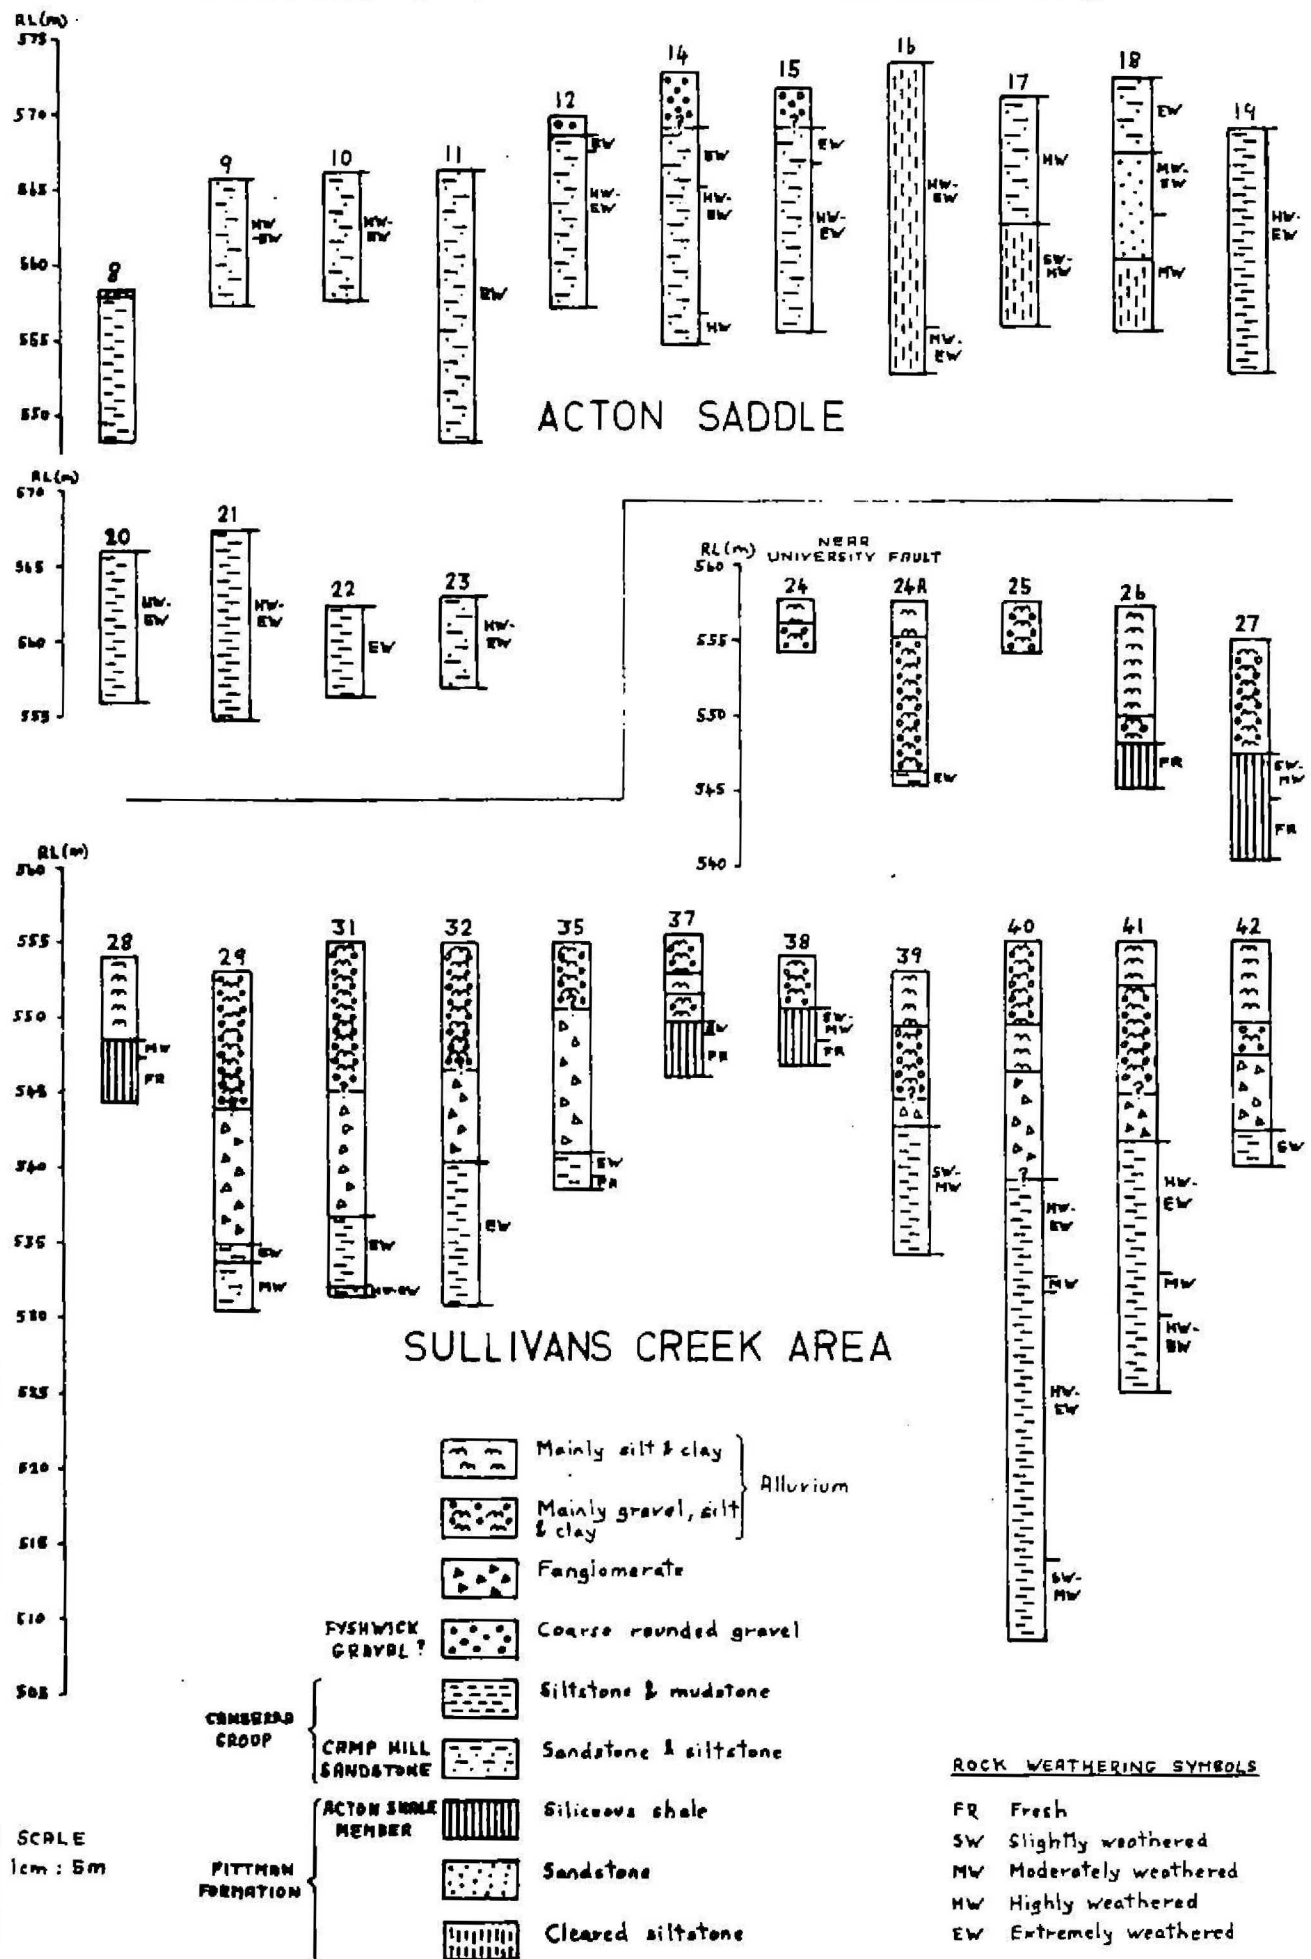 RL(m)
575
570
565
560
555
550
8
9
HW
-EW
10
HW-
EW
11
EW
12
EW
HW-
EW
14
?
EW
HW-
EW
HW
15
?
EW
HW-
EW
16
HW-
EW
MW-
EW
17
HW
SW-
HW
18
EW
MW-
EW
MW
19
HW-
EW
ACTON SADDLE
RL(m)
570
565
560
555
20
HW-
EW
21
HW-
EW
22
EW
23
HW-
EW
RL(m)
560
555
550
545
540
NEAR
UNIVERSITY FAULT
24
24A
EW
25
26
FR
27
SW-
MW
FR
RL(m)
560
555
550
545
540
535
530
525
520
515
510
505
28
MW
FR
29
EW
MW
31
EW
32
EW
35
?
SW
FR
37
SW
FR
38
SW-
MW
FR
39
?
SW-
MW
40
?
HW-
EW
MW
HW-
EW
SW-
MW
41
?
HW-
EW
MW
HW-
EW
42
SW
SULLIVANS CREEK AREA
Mainly silt & clay
Mainly gravel, silt
& clay
Alluvium
Fanglomerate
FYSHWICK
GRAVEL?
Coarse rounded gravel
CANBERRA
GROUP
Siltstone & mudstone
CAMP HILL
SANDSTONE
Sandstone & siltstone
PITTMAN
FORMATION
ACTON SHALE
MEMBER
Siliceous shale
Sandstone
Cleaved siltstone
SCALE
1cm : 5m
ROCK WEATHERING SYMBOLS
FR Fresh
SW Slightly weathered
MW Moderately weathered
HW Highly weathered
EW Extremely weathered